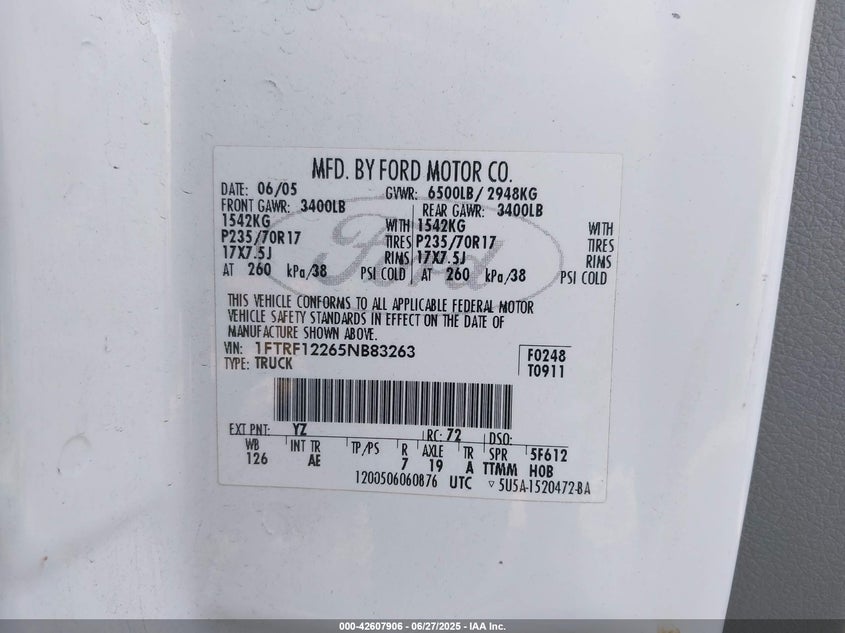 MFD. BY FORD MOTOR CO.
DATE: 06/05 GVWR: 6500LB/ 2948KG
FRONT GAWR: 3400LB REAR GAWR: 3400LB
1542KG WITH 1542KG WITH
P235/70R17 TIRES P235/70R17 TIRES
17X7.5J RIMS 17X7.5J RIMS
AT 260 kPa/38 PSI COLD AT 260 kPa/38 PSI COLD
THIS VEHICLE CONFORMS TO ALL APPLICABLE FEDERAL MOTOR
VEHICLE SAFETY STANDARDS IN EFFECT ON THE DATE OF
MANUFACTURE SHOWN ABOVE.
VIN: 1FTRF12265NB83263 F0248
TYPE: TRUCK T0911
EXT PNT: YZ RC: 72 DSO:
WB INT TR TP/PS R AXLE TR SPR 5F612
126 AE 7 19 A TTMM HOB
1200506060876 UTC ▽ 5U5A-1520472-BA
Ford
000-42607906 - 06/27/2025 - IAA Inc.